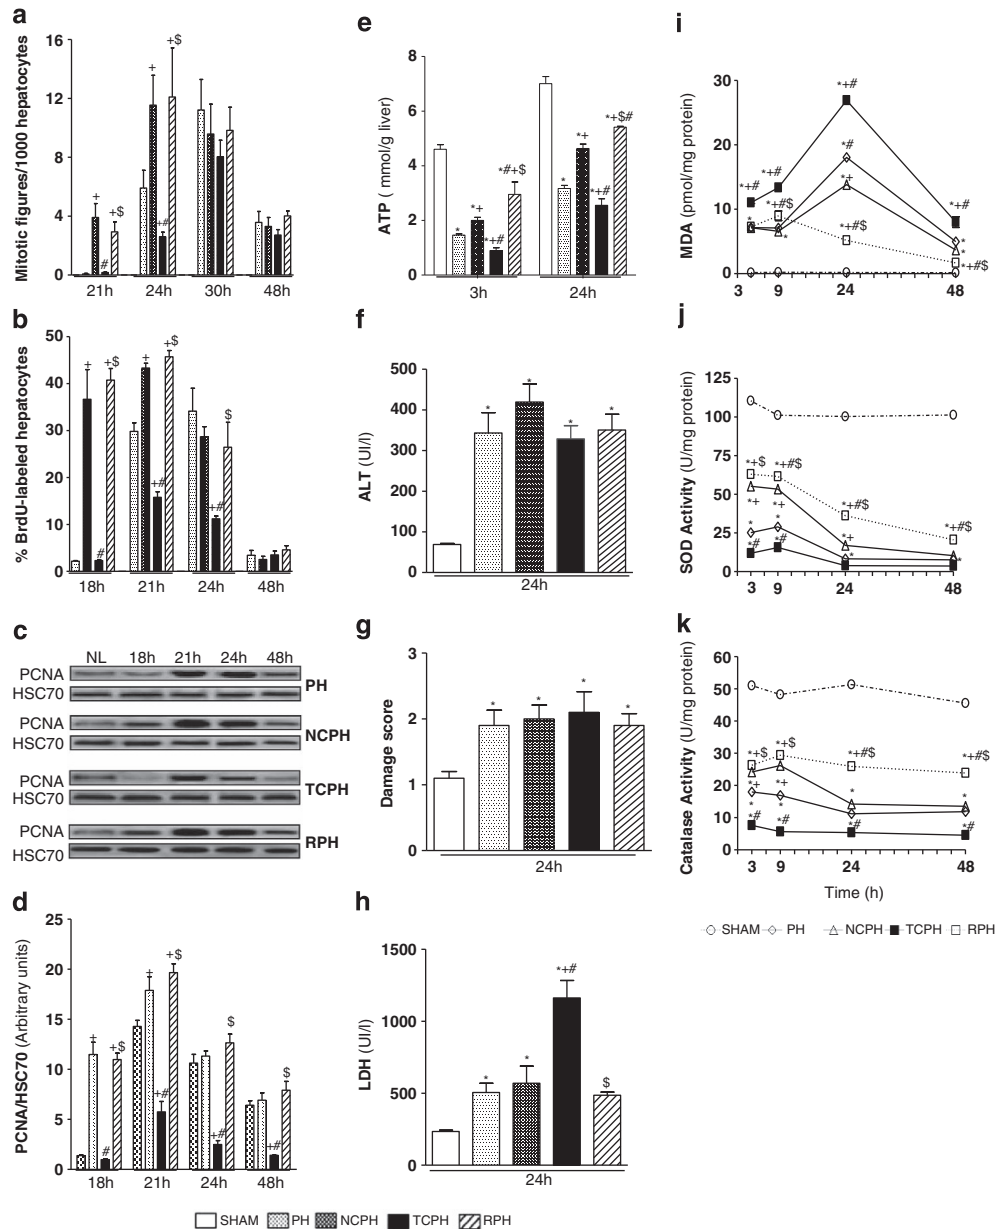 a
Mitotic figures/1000 hepatocytes
16
12
8
4
0
+
+$
#
+
+$
+#
21h 24h 30h 48h
b
% BrdU-labeled hepatocytes
50
40
30
20
10
0
+
+$
#
+
+$
+#
$
+#
18h 21h 24h 48h
c
NL 18h 21h 24h 48h
PCNA
HSC70
PH
PCNA
HSC70
NCPH
PCNA
HSC70
TCPH
PCNA
HSC70
RPH
d
PCNA/HSC70 (Arbitrary units)
25
20
15
10
5
0
+
+$
#
+
+$
+#
$
+#
$
+#
18h 21h 24h 48h
e
ATP ( mmol/g liver)
8
6
4
2
0
*
*+
*+#
*#+$
*
*+
*+#
*+$#
3h 24h
f
ALT (UI/l)
500
400
300
200
100
0
* * * *
24h
g
Damage score
3
2
1
0
* * * *
24h
h
LDH (UI/l)
1500
1000
500
0
* * *+# $
24h
i
MDA (pmol/mg protein)
30
20
10
0
*+#
*+#
*+#
*#
*+
*+#$
*
*
*+#$
*+#
*
*
*+#$
3 9 24 48
j
SOD Activity (U/mg protein)
125
100
75
50
25
0
*+$ *+#$
*+ *+
* *
*# *#
*+#$
*+
*
*+#$
*
3 9 24 48
k
Catalase Activity (U/mg protein)
60
50
40
30
20
10
0
*+$ *+$
*+ *+
* *
*# *#
*+#$
*
*#
*+#$
*
*#
3 9 24 48
Time (h)
SHAM PH NCPH TCPH RPH
SHAM PH NCPH TCPH RPH